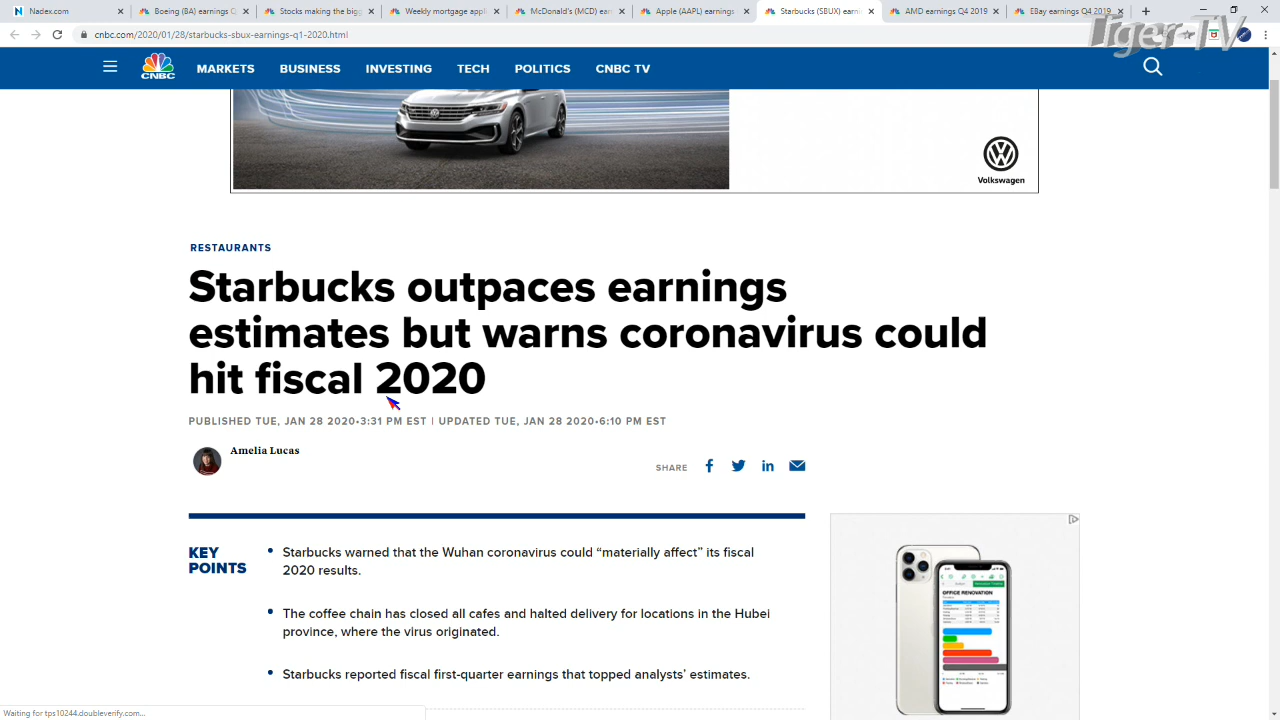 Nadex.com
Boeing (BA) earnings Q
Stocks making the bigg
Weekly mortgage appli
McDonald's (MCD) earn
Apple (AAPL) earnings
Starbucks (SBUX) earni
AMD earnings Q4 2019
EBay earnings Q4 2019
Tiger-TV
cnbc.com/2020/01/28/starbucks-sbux-earnings-q1-2020.html
CNBC
MARKETS BUSINESS INVESTING TECH POLITICS CNBC TV
Volkswagen
RESTAURANTS
Starbucks outpaces earnings
estimates but warns coronavirus could
hit fiscal 2020
PUBLISHED TUE, JAN 28 2020•3:31 PM EST | UPDATED TUE, JAN 28 2020•6:10 PM EST
Amelia Lucas
SHARE
KEY
POINTS
• Starbucks warned that the Wuhan coronavirus could “materially affect” its fiscal
2020 results.
• The coffee chain has closed all cafes and halted delivery for locations in the Hubei
province, where the virus originated.
• Starbucks reported fiscal first-quarter earnings that topped analysts’ estimates.
OFFICE RENOVATION
Waiting for tps10244.doubleverify.com...